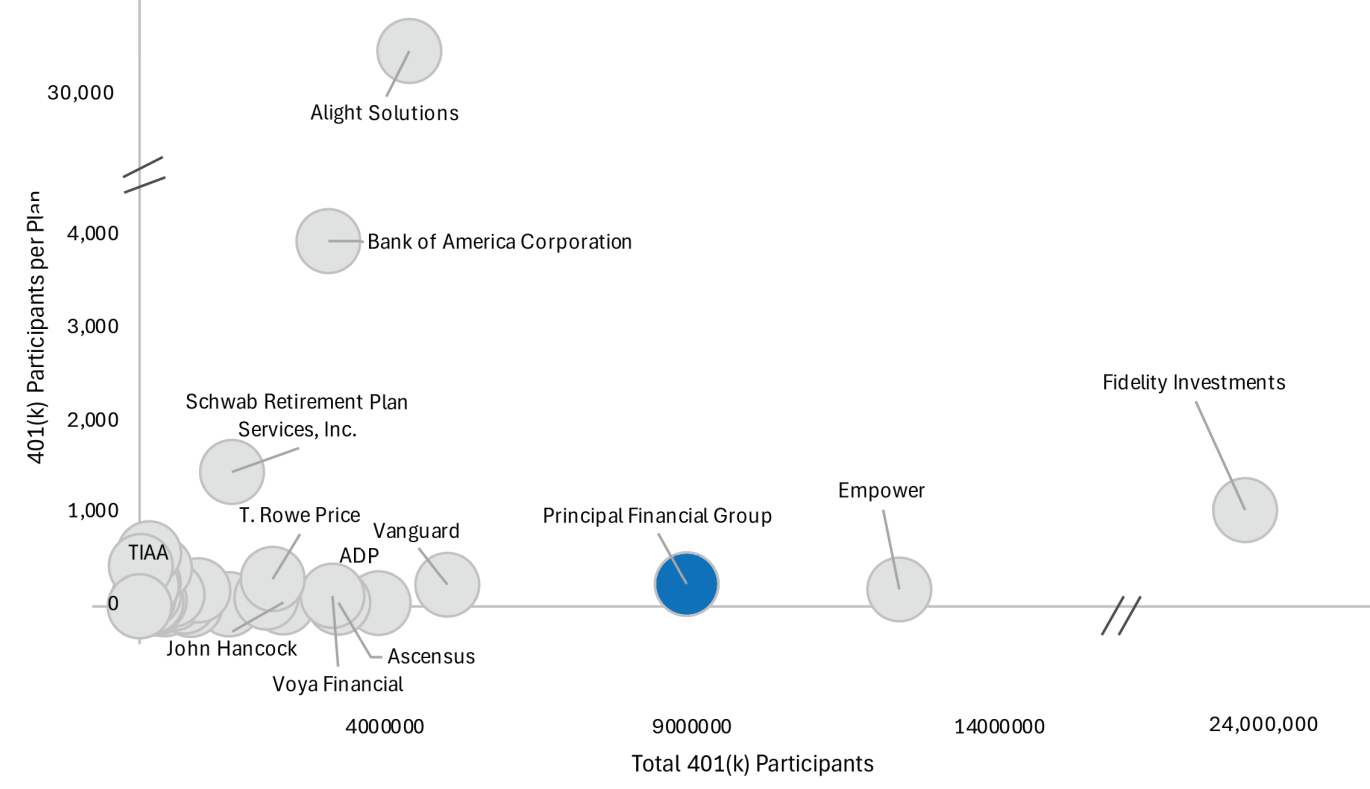 30,000
Alight Solutions
401(k) Participants per Plan
4,000
Bank of America Corporation
3,000
Fidelity Investments
Schwab Retirement Plan
Services, Inc.
2,000
Empower
1,000
T. Rowe Price
Vanguard
Principal Financial Group
TIAA
ADP
0
John Hancock
Ascensus
Voya Financial
4000000
9000000
14000000
24,000,000
Total 401(k) Participants